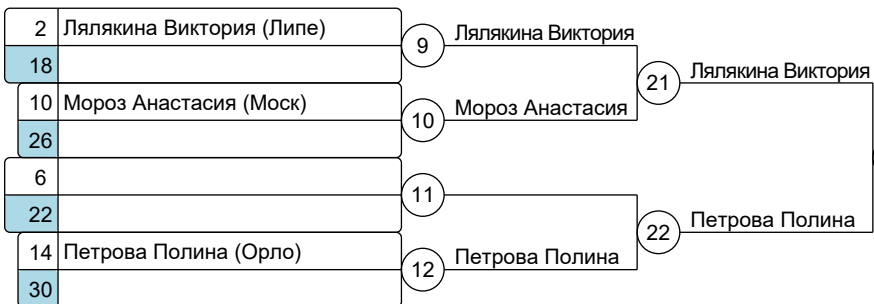 2 Лялякина Виктория (Липе)
18
9 Лялякина Виктория
10 Мороз Анастасия (Моск)
26
10 Мороз Анастасия
21 Лялякина Виктория
6
22
11
14 Петрова Полина (Орло)
30
12 Петрова Полина
22 Петрова Полина